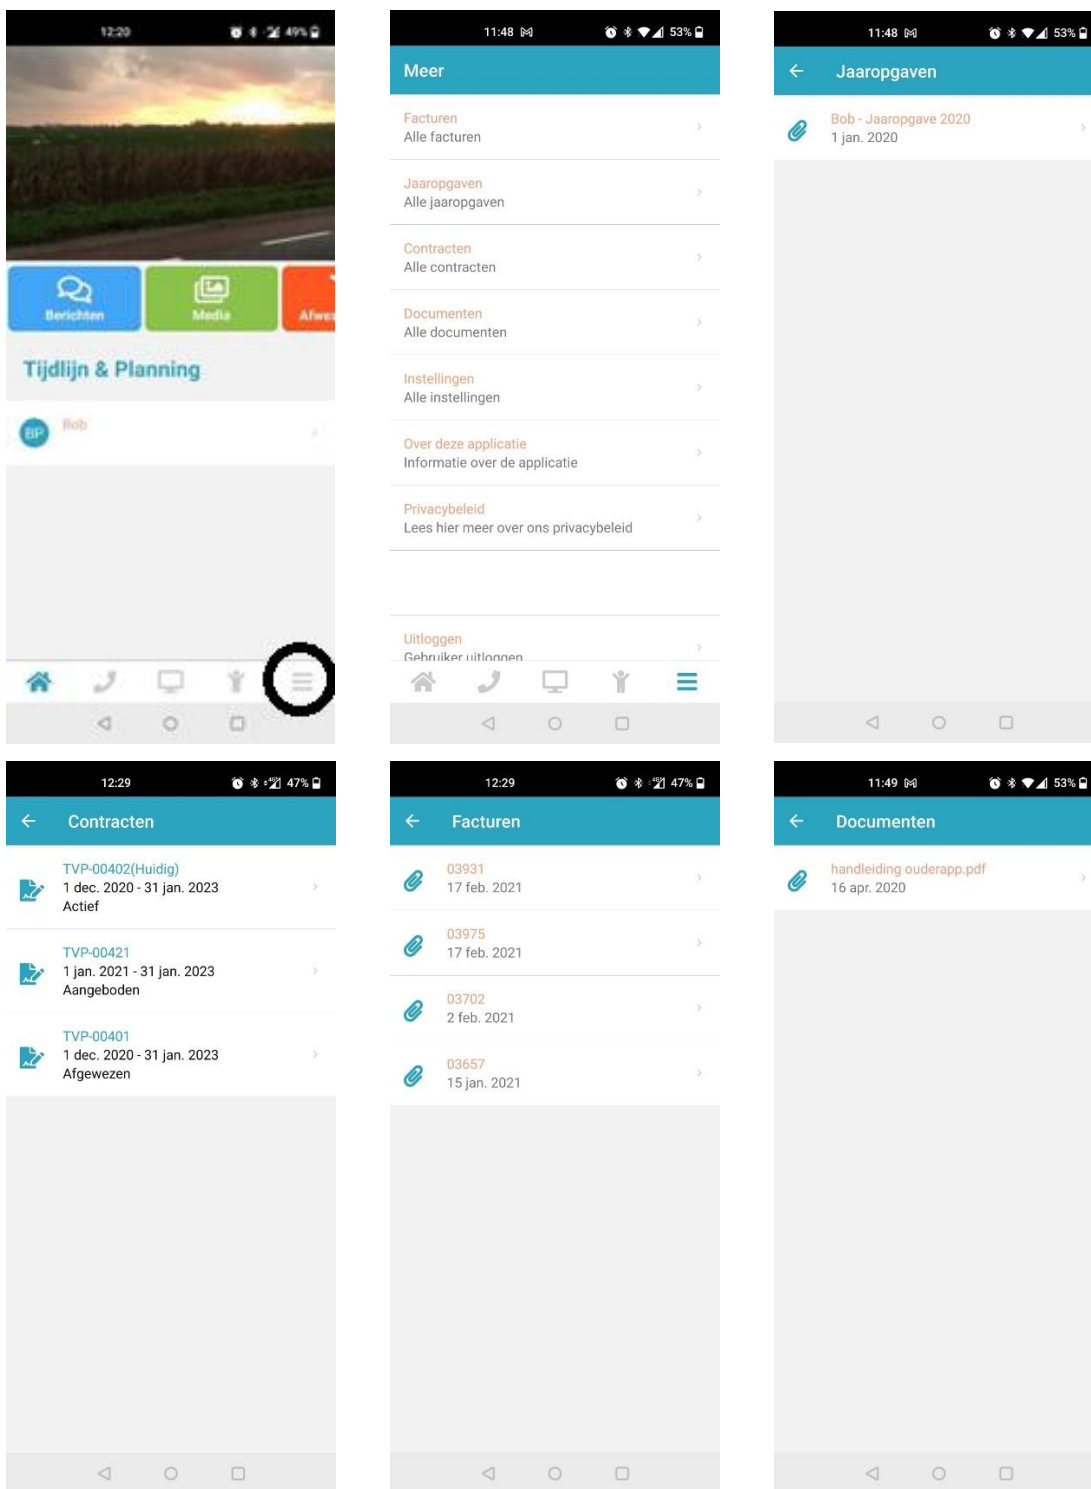 12:20
49%
Berichten
Media
Afwez
Tijdlijn & Planning
BP
Bob
11:48
53%
Meer
Facturen
Alle facturen
Jaaropgaven
Alle jaaropgaven
Contracten
Alle contracten
Documenten
Alle documenten
Instellingen
Alle instellingen
Over deze applicatie
Informatie over de applicatie
Privacybeleid
Lees hier meer over ons privacybeleid
Uitloggen
Gebruiker uitloggen
11:48
53%
Jaaropgaven
Bob - Jaaropgave 2020
1 jan. 2020
12:29
47%
Contracten
TVP-00402(Huidig)
1 dec. 2020 - 31 jan. 2023
Actief
TVP-00421
1 jan. 2021 - 31 jan. 2023
Aangeboden
TVP-00401
1 dec. 2020 - 31 jan. 2023
Afgewezen
12:29
47%
Facturen
03931
17 feb. 2021
03975
17 feb. 2021
03702
2 feb. 2021
03657
15 jan. 2021
11:49
53%
Documenten
handleiding ouderapp.pdf
16 apr. 2020